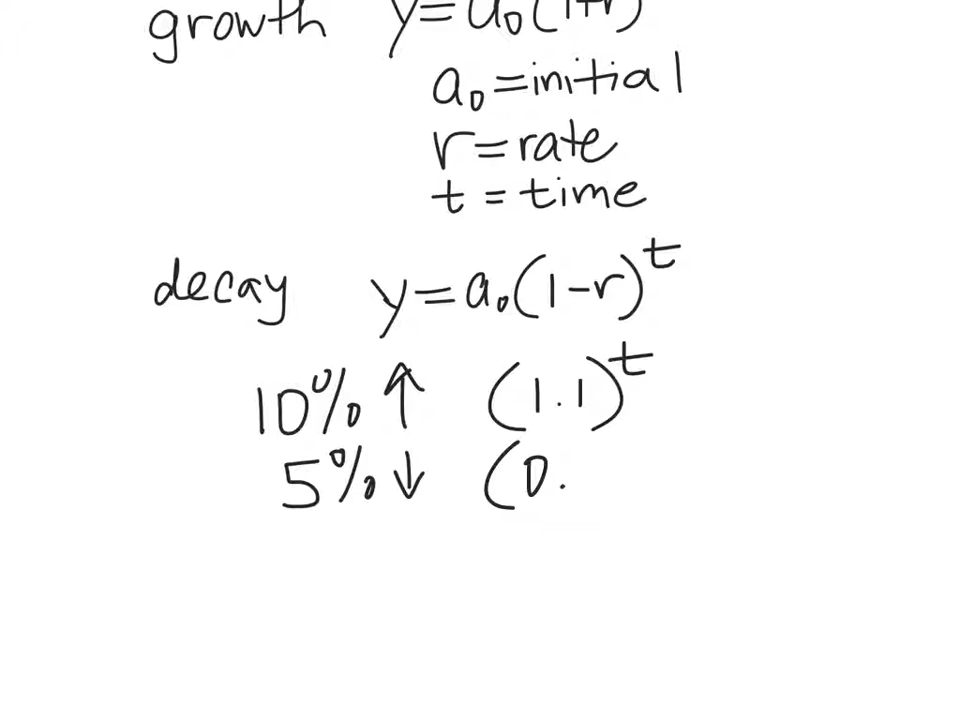 growth y=a₀(1+r)
a₀=initial
r=rate
t=time
decay y=a₀(1-r)^t
10%↑ (1.1)^t
5%↓ (0.